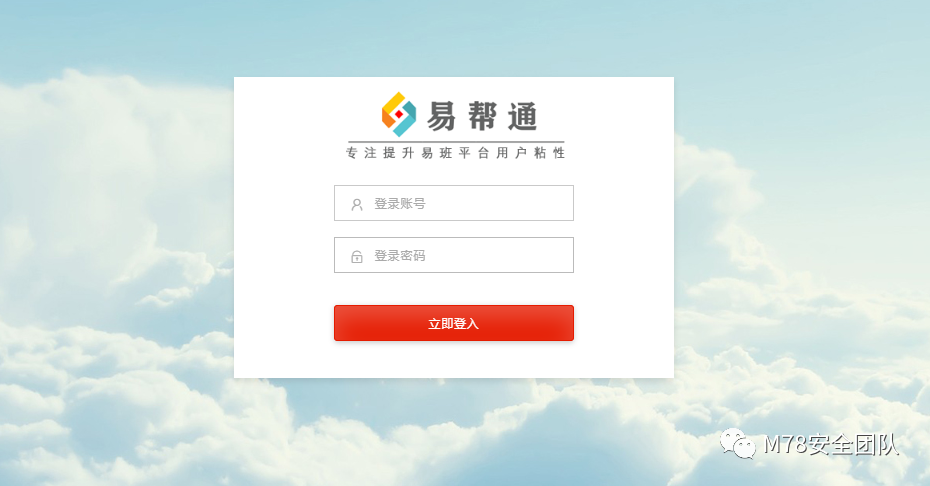 易帮通
专注提升易班平台用户粘性
登录账号
登录密码
立即登入
M78安全团队